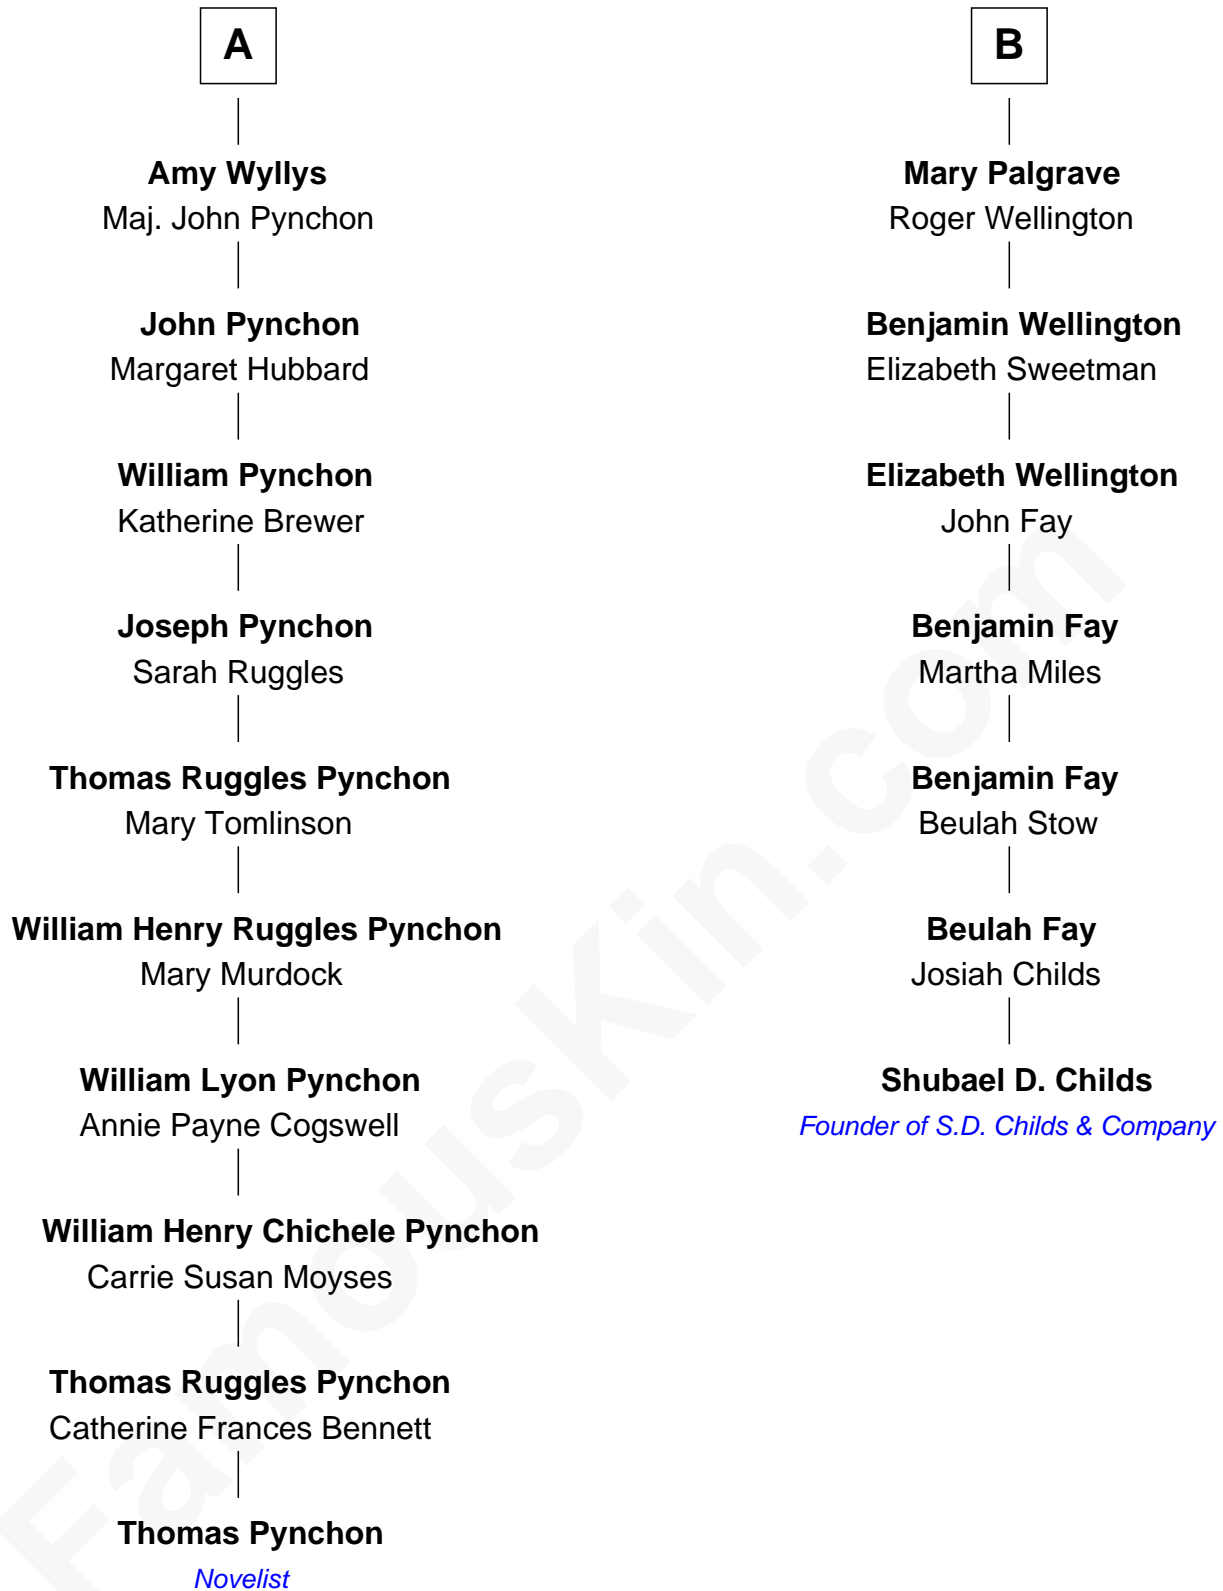 A
Amy Wyllys
Maj. John Pynchon
John Pynchon
Margaret Hubbard
William Pynchon
Katherine Brewer
Joseph Pynchon
Sarah Ruggles
Thomas Ruggles Pynchon
Mary Tomlinson
William Henry Ruggles Pynchon
Mary Murdock
William Lyon Pynchon
Annie Payne Cogswell
William Henry Chichele Pynchon
Carrie Susan Moyses
Thomas Ruggles Pynchon
Catherine Frances Bennett
Thomas Pynchon
Novelist
B
Mary Palgrave
Roger Wellington
Benjamin Wellington
Elizabeth Sweetman
Elizabeth Wellington
John Fay
Benjamin Fay
Martha Miles
Benjamin Fay
Beulah Stow
Beulah Fay
Josiah Childs
Shubael D. Childs
Founder of S.D. Childs & Company
FamousKin.com